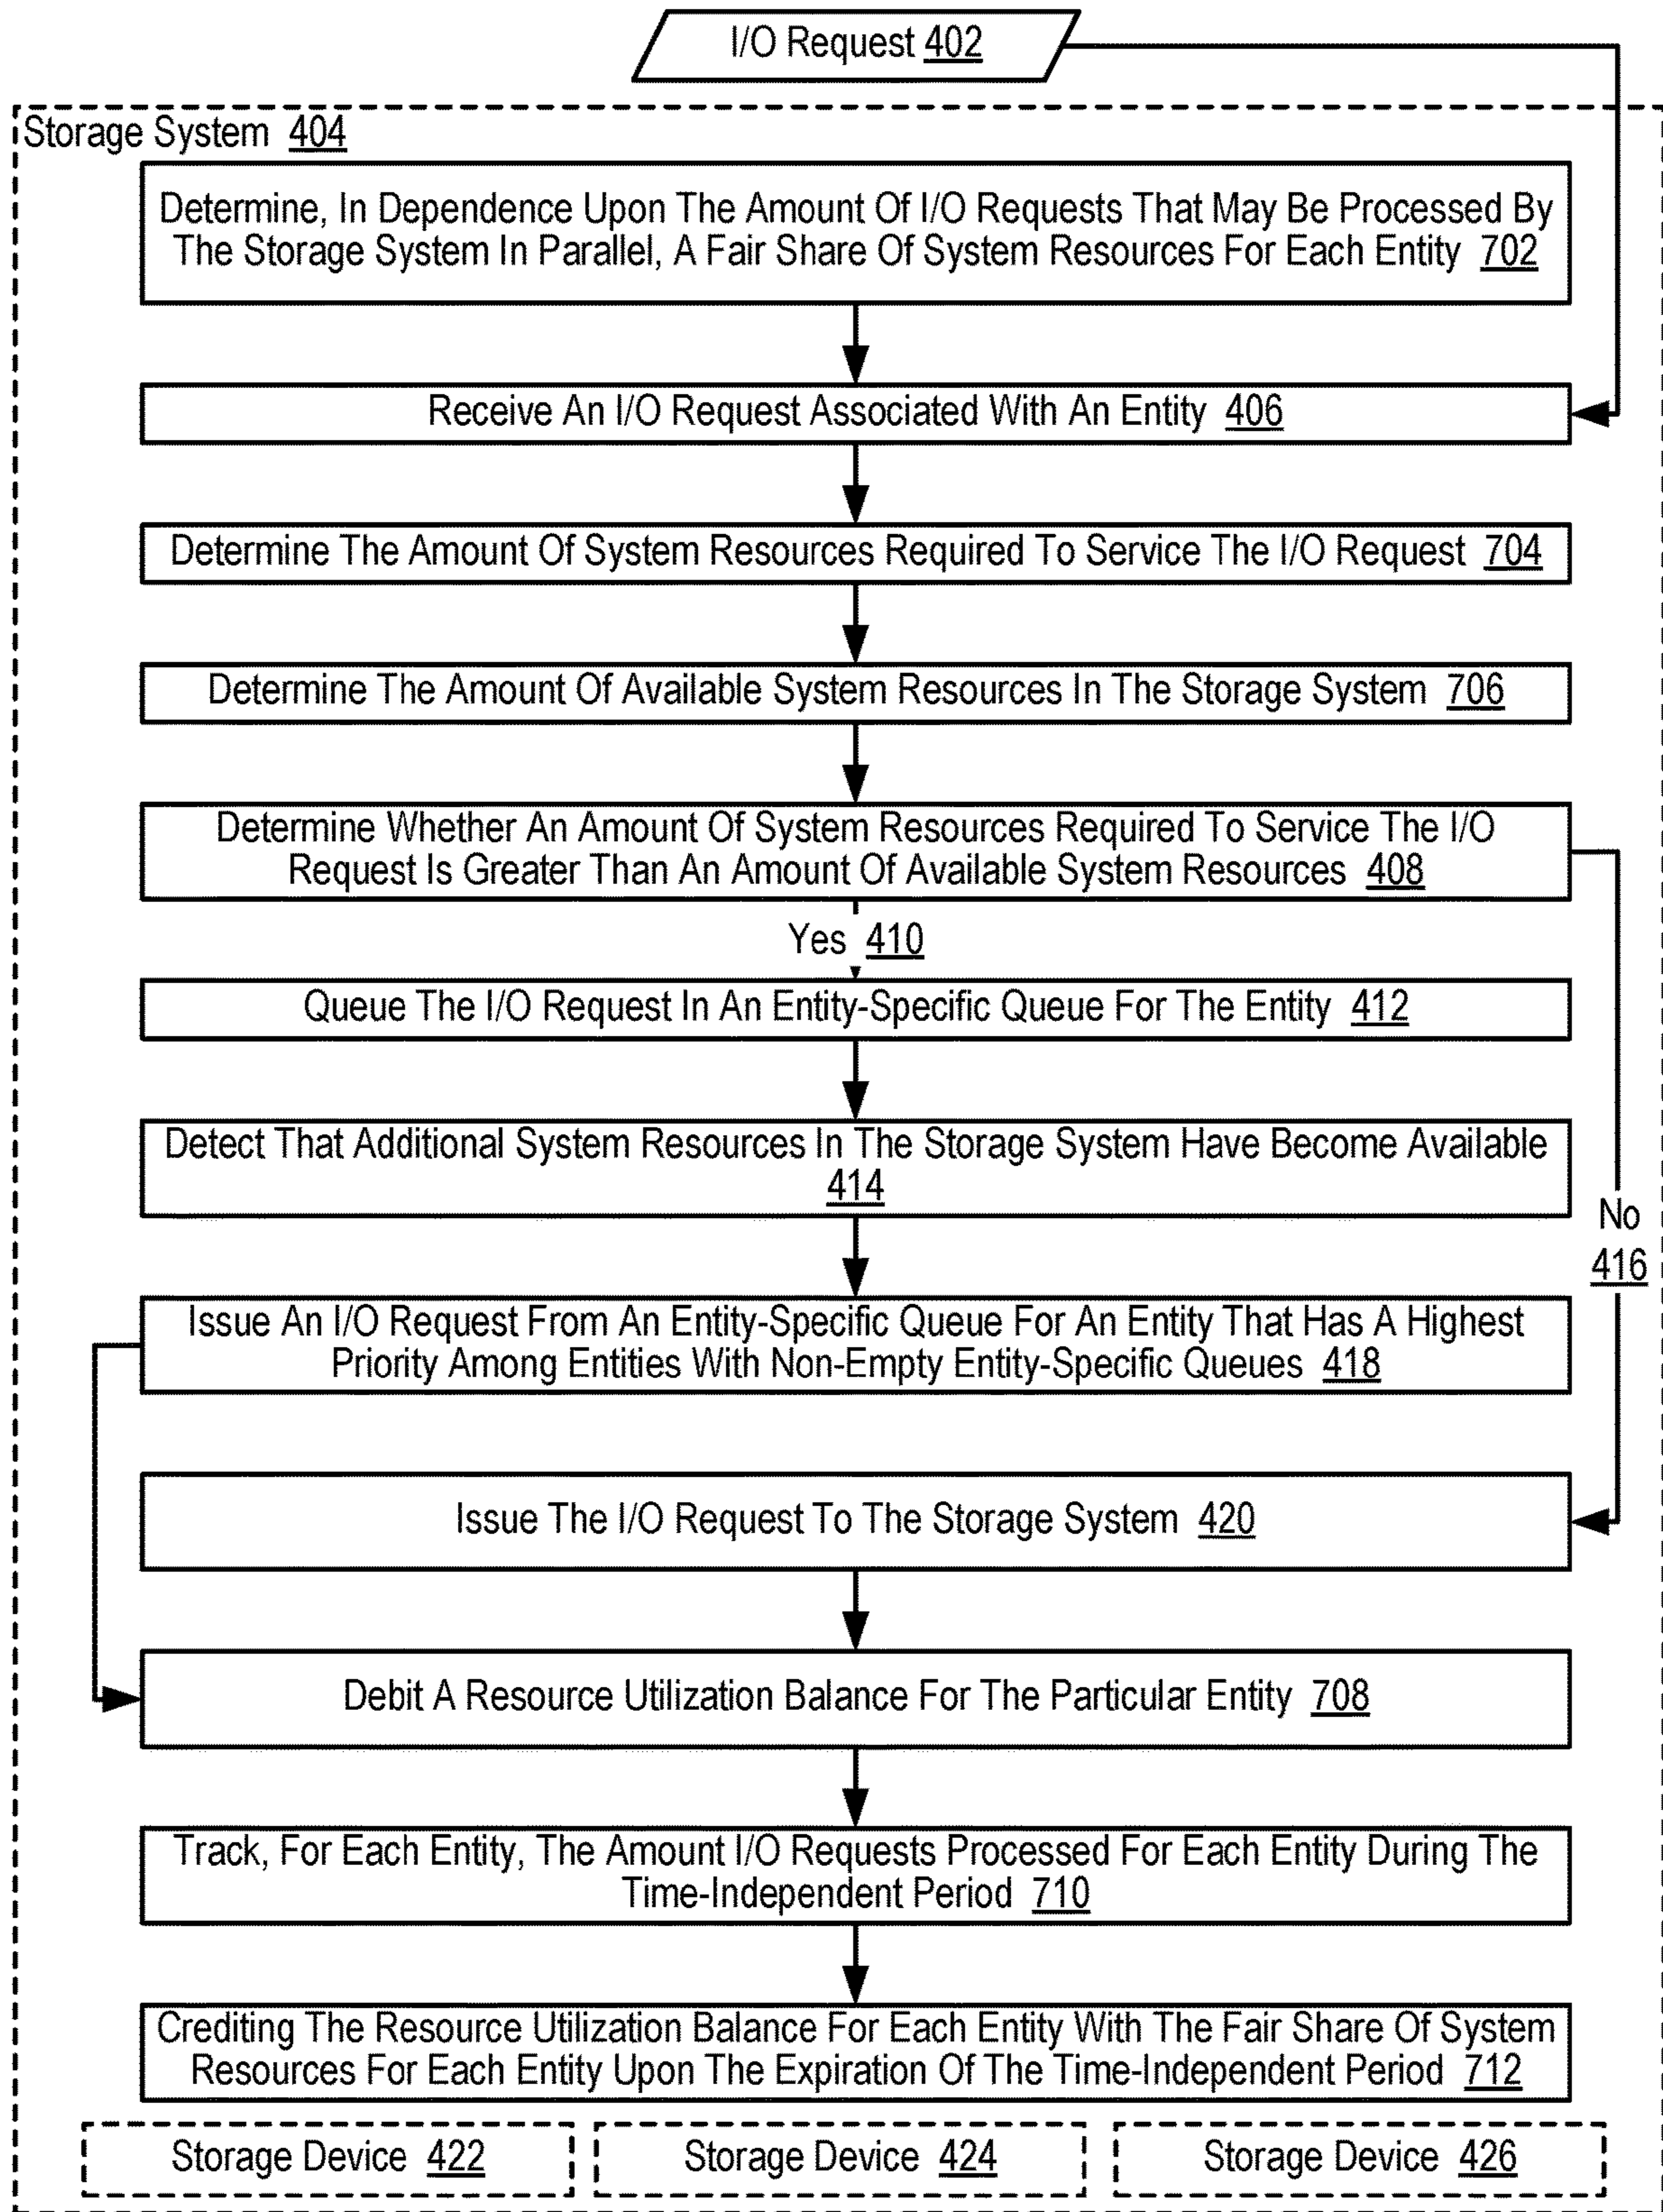 I/O Request 402
Storage System 404
Determine, In Dependence Upon The Amount Of I/O Requests That May Be Processed By
The Storage System In Parallel, A Fair Share Of System Resources For Each Entity 702
Receive An I/O Request Associated With An Entity 406
Determine The Amount Of System Resources Required To Service The I/O Request 704
Determine The Amount Of Available System Resources In The Storage System 706
Determine Whether An Amount Of System Resources Required To Service The I/O
Request Is Greater Than An Amount Of Available System Resources 408
Yes 410
Queue The I/O Request In An Entity-Specific Queue For The Entity 412
Detect That Additional System Resources In The Storage System Have Become Available
414
No
416
Issue An I/O Request From An Entity-Specific Queue For An Entity That Has A Highest
Priority Among Entities With Non-Empty Entity-Specific Queues 418
Issue The I/O Request To The Storage System 420
Debit A Resource Utilization Balance For The Particular Entity 708
Track, For Each Entity, The Amount I/O Requests Processed For Each Entity During The
Time-Independent Period 710
Crediting The Resource Utilization Balance For Each Entity With The Fair Share Of System
Resources For Each Entity Upon The Expiration Of The Time-Independent Period 712
Storage Device 422
Storage Device 424
Storage Device 426